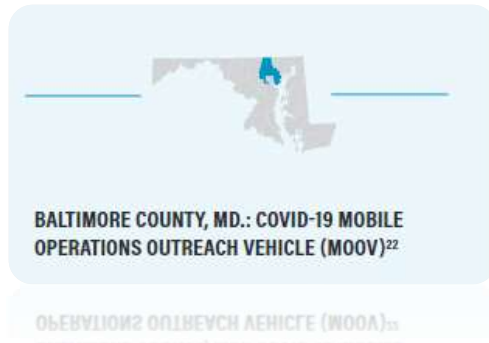 BALTIMORE COUNTY, MD.: COVID-19 MOBILE
OPERATIONS OUTREACH VEHICLE (MOOV)²²